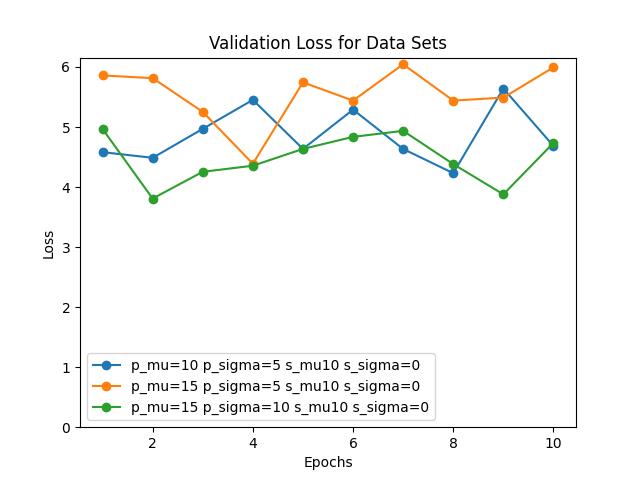 Validation Loss for Data Sets
6
5
4
3
2
1
0
Loss
p_mu=10 p_sigma=5 s_mu10 s_sigma=0
p_mu=15 p_sigma=5 s_mu10 s_sigma=0
p_mu=15 p_sigma=10 s_mu10 s_sigma=0
2 4 6 8 10
Epochs